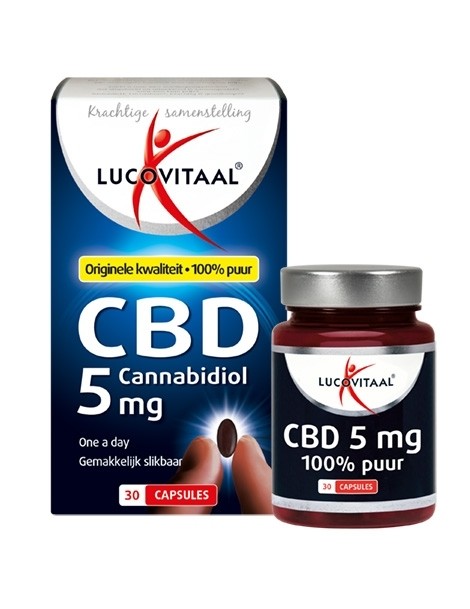 Krachtige samenstelling
LUCOVITAAL®
Originele kwaliteit • 100% puur
CBD
5 Cannabidiol
mg
One a day
Gemakkelijk slikbaar
30 CAPSULES
LUCOVITAAL®
CBD 5 mg
100% puur
30 CAPSULES